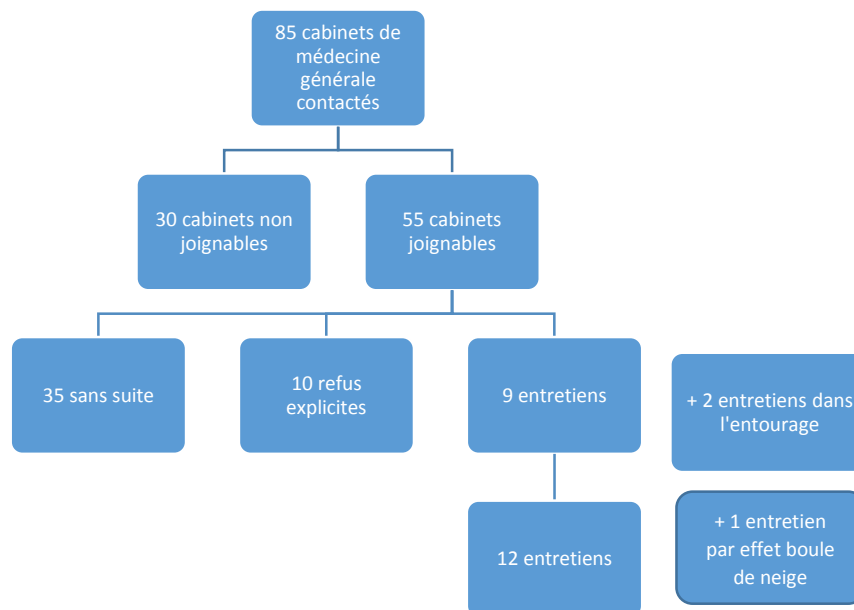 85 cabinets de
médecine
générale
contactés
30 cabinets non
joignables
55 cabinets
joignables
35 sans suite
10 refus
explicites
9 entretiens
+ 2 entretiens dans
l'entourage
12 entretiens
+ 1 entretien
par effet boule
de neige